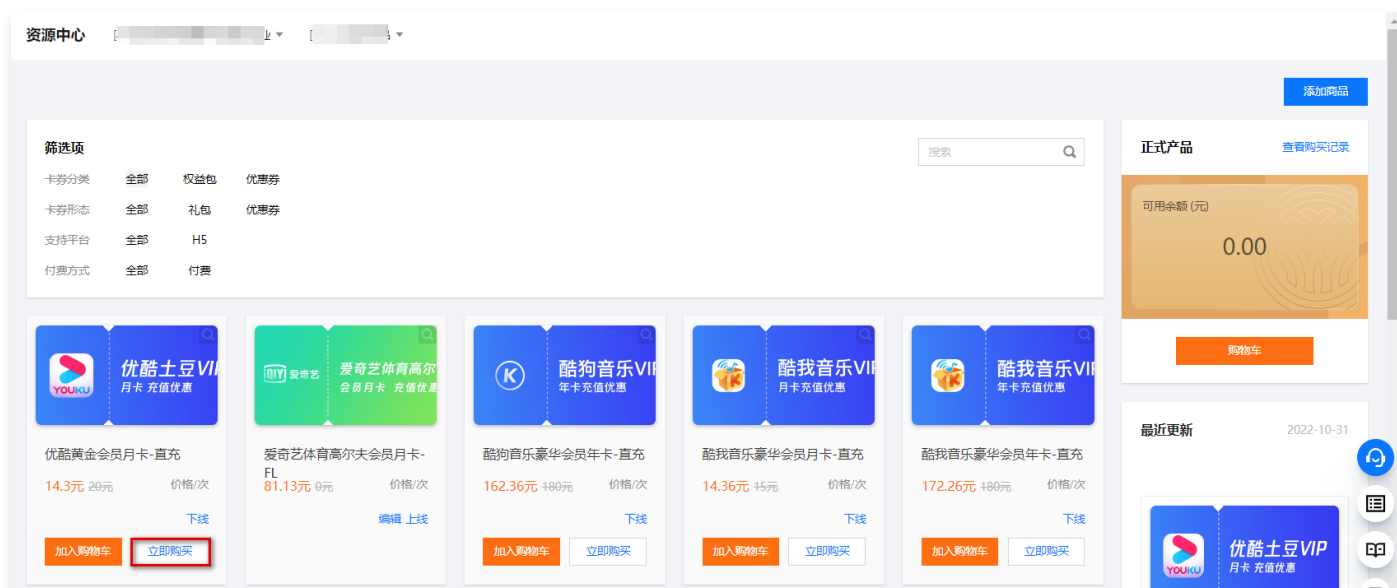 资源中心
添加商品
筛选项
搜索
卡券分类 全部 权益包 优惠券
卡券形态 全部 礼包 优惠券
支持平台 全部 H5
付费方式 全部 付费
正式产品 查看购买记录
可用余额 (元)
0.00
购物车
最近更新 2022-10-31
YOUKU
优酷土豆VIP
月卡 充值优惠
YOUKU
优酷土豆VI
月卡 充值优惠
优酷黄金会员月卡-直充
14.3元 20元 价格/次
下线
加入购物车 立即购买
iQIY 爱奇艺
爱奇艺体育高尔
会员月卡 充值优惠
爱奇艺体育高尔夫会员月卡-
FL
81.13元 0元 价格/次
编辑 上线
K
酷狗音乐VI
年卡充值优惠
酷狗音乐豪华会员年卡-直充
162.36元 180元 价格/次
下线
加入购物车 立即购买
K
酷我音乐VI
月卡充值优惠
酷我音乐豪华会员月卡-直充
14.36元 15元 价格/次
下线
加入购物车 立即购买
K
酷我音乐VI
年卡充值优惠
酷我音乐豪华会员年卡-直充
172.26元 180元 价格/次
下线
加入购物车 立即购买